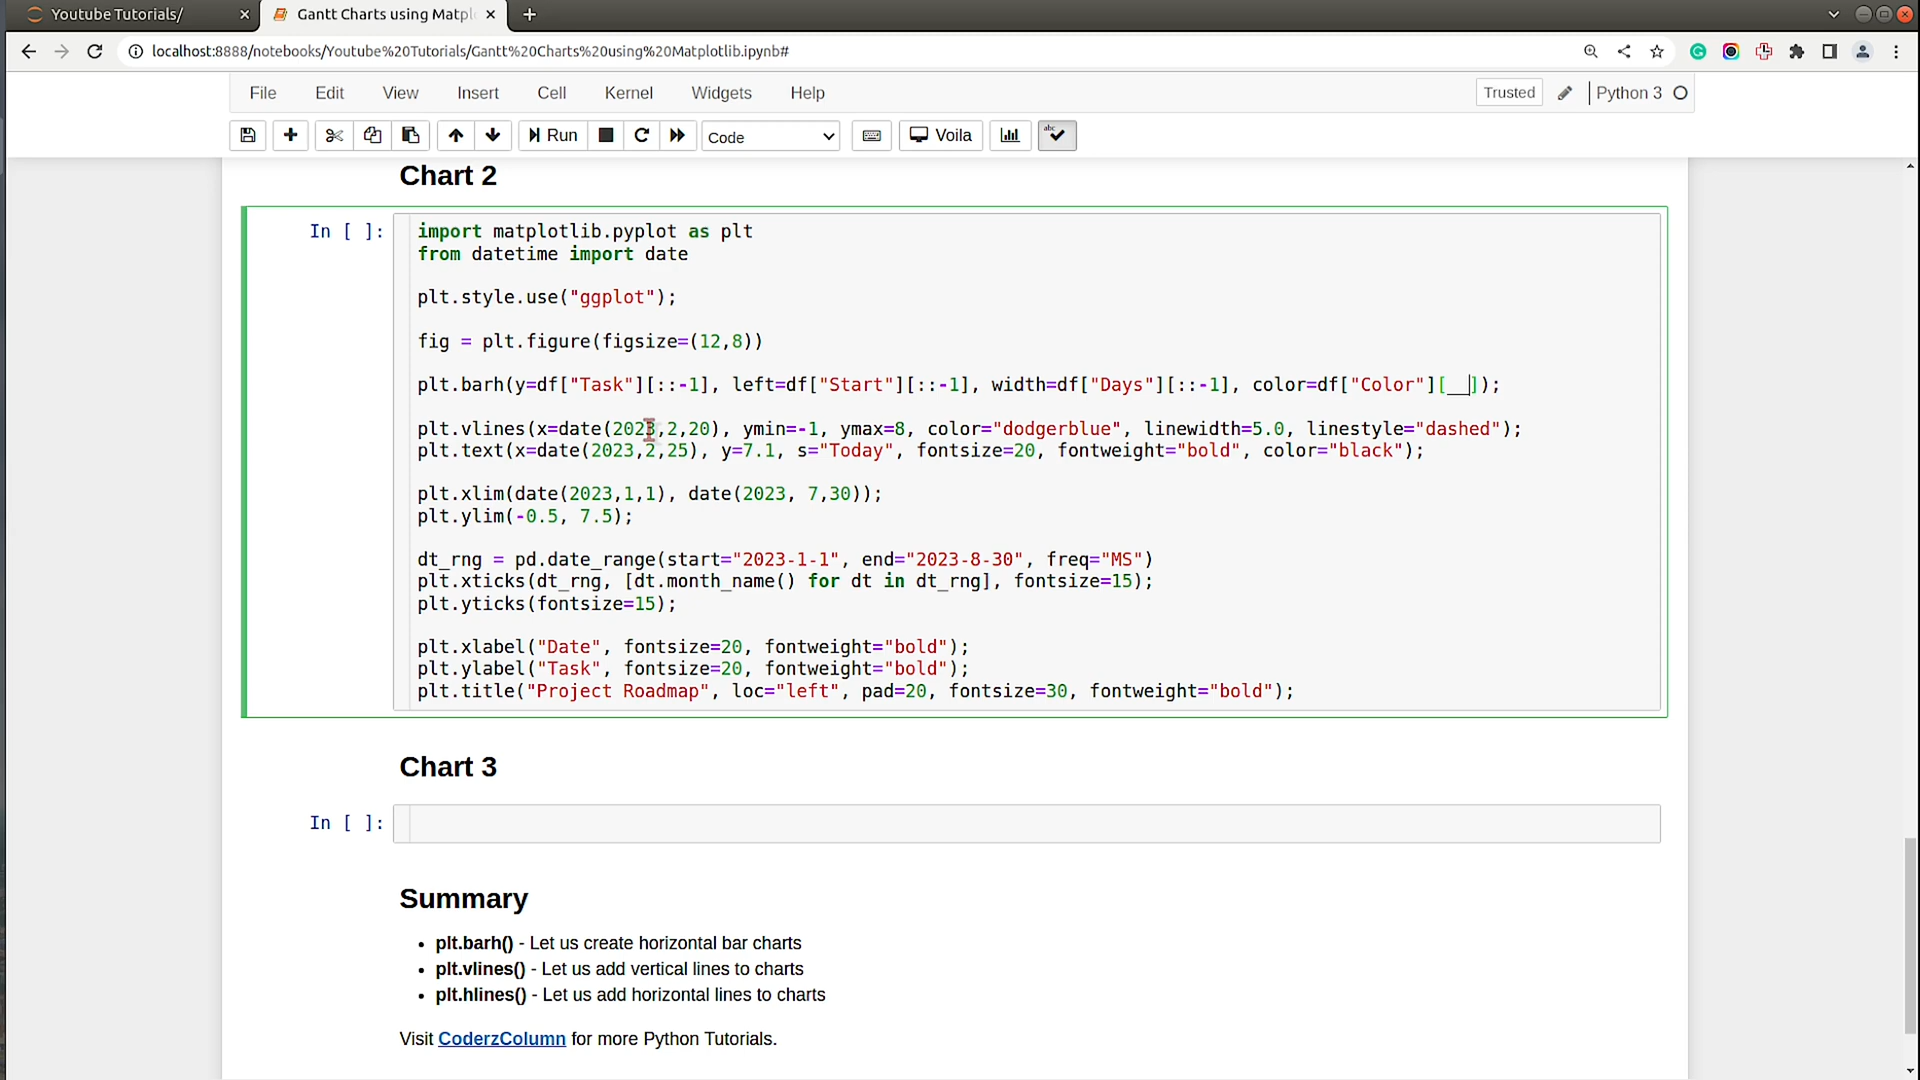 Youtube Tutorials/
Gantt Charts using Matpl
localhost:8888/notebooks/Youtube%20Tutorials/Gantt%20Charts%20using%20Matplotlib.ipynb#
File Edit View Insert Cell Kernel Widgets Help Trusted Python 3
Run Code Voila
Chart 2
In [ ]:
import matplotlib.pyplot as plt
from datetime import date
plt.style.use("ggplot");
fig = plt.figure(figsize=(12,8))
plt.barh(y=df["Task"][::-1], left=df["Start"][::-1], width=df["Days"][::-1], color=df["Color"][__]);
plt.vlines(x=date(2023,2,20), ymin=-1, ymax=8, color="dodgerblue", linewidth=5.0, linestyle="dashed");
plt.text(x=date(2023,2,25), y=7.1, s="Today", fontsize=20, fontweight="bold", color="black");
plt.xlim(date(2023,1,1), date(2023, 7,30));
plt.ylim(-0.5, 7.5);
dt_rng = pd.date_range(start="2023-1-1", end="2023-8-30", freq="MS")
plt.xticks(dt_rng, [dt.month_name() for dt in dt_rng], fontsize=15);
plt.yticks(fontsize=15);
plt.xlabel("Date", fontsize=20, fontweight="bold");
plt.ylabel("Task", fontsize=20, fontweight="bold");
plt.title("Project Roadmap", loc="left", pad=20, fontsize=30, fontweight="bold");
Chart 3
In [ ]:
Summary
• plt.barh() - Let us create horizontal bar charts
• plt.vlines() - Let us add vertical lines to charts
• plt.hlines() - Let us add horizontal lines to charts
Visit CoderzColumn for more Python Tutorials.